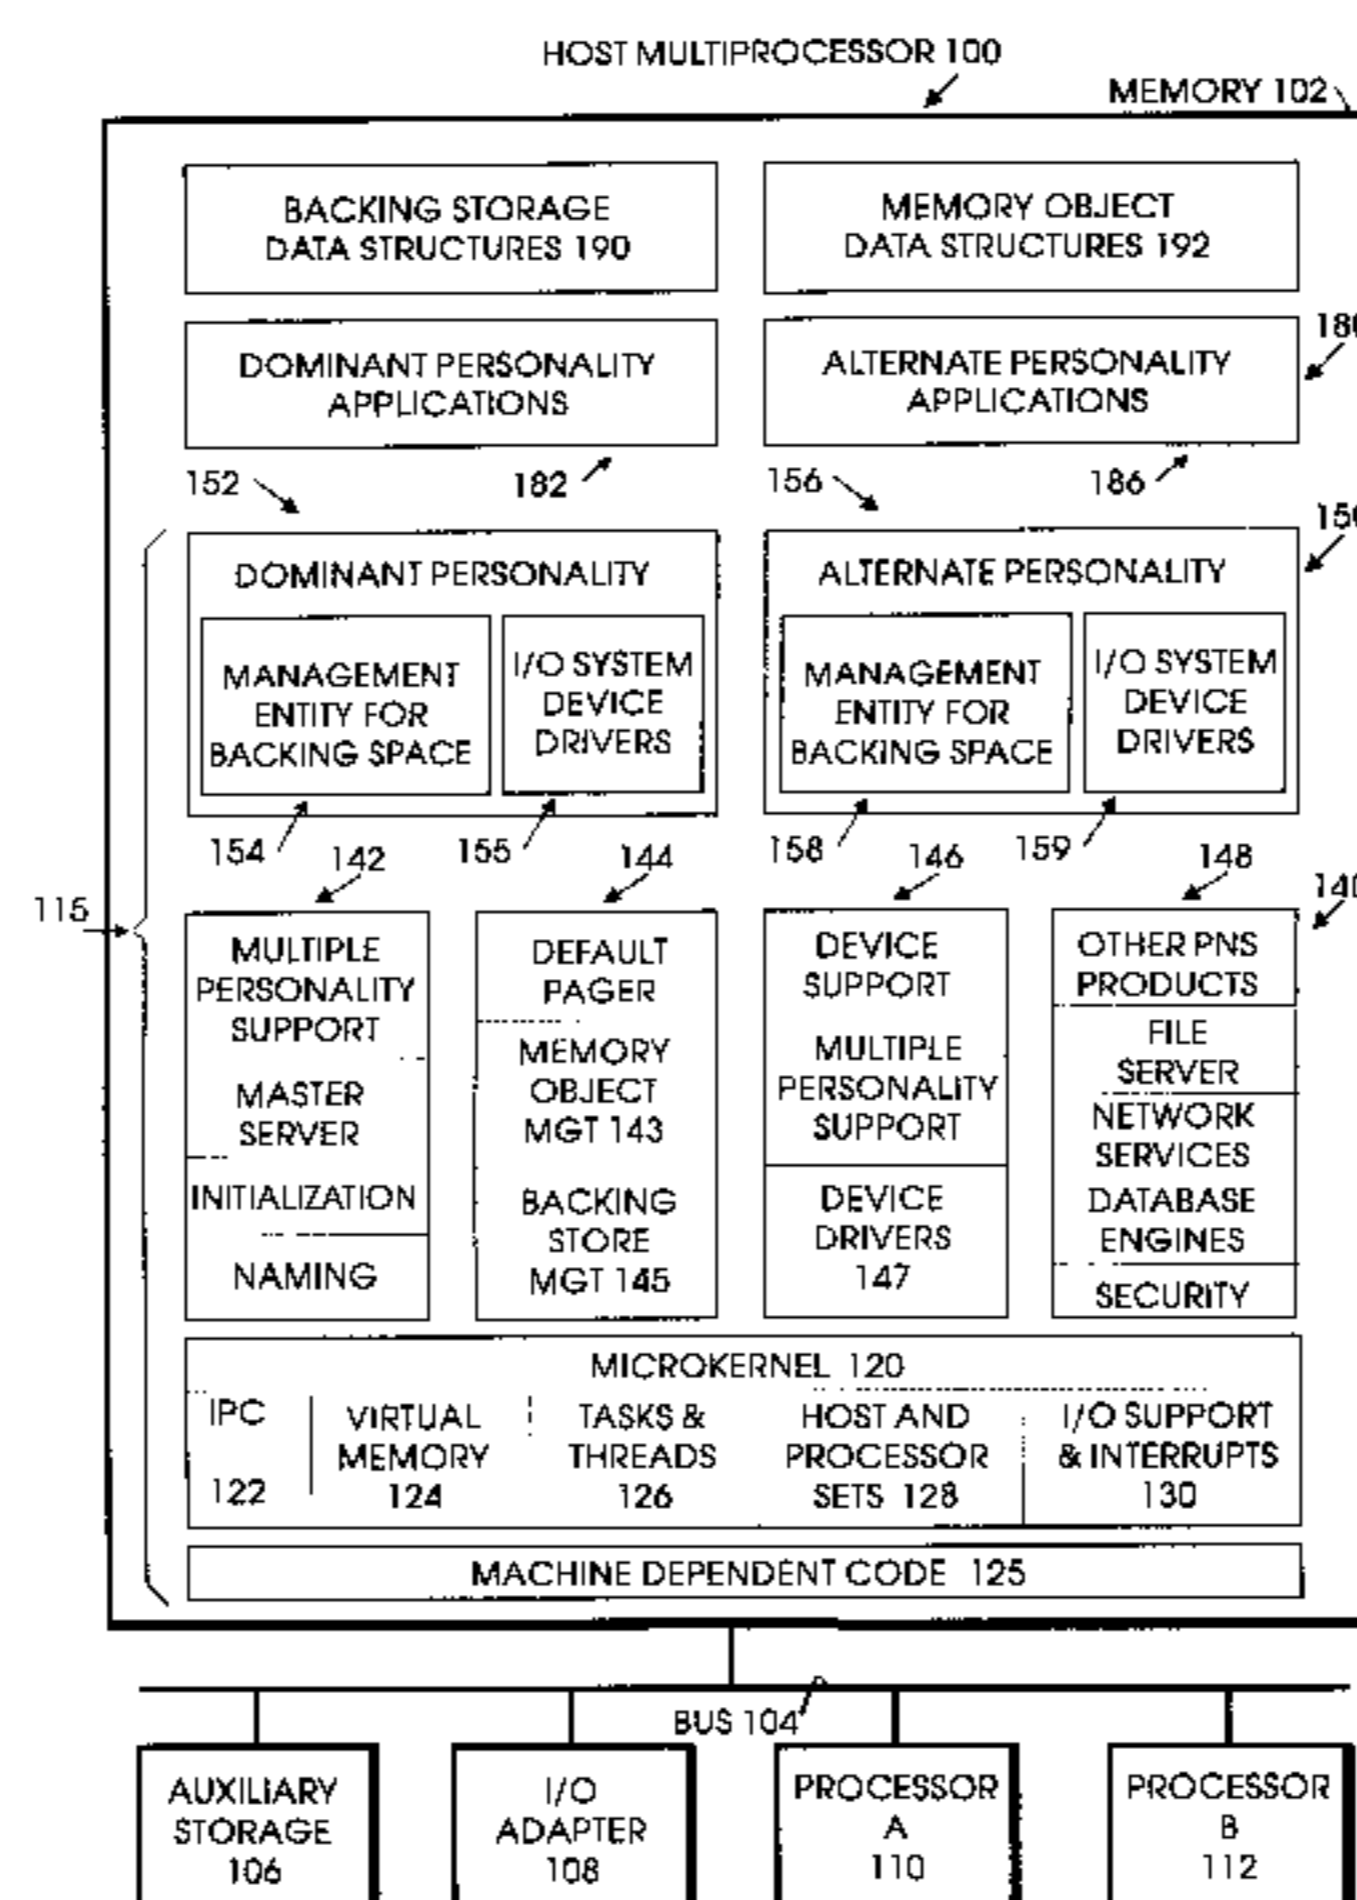 HOST MULTIPROCESSOR 100
MEMORY 102
BACKING STORAGE
DATA STRUCTURES 190
MEMORY OBJECT
DATA STRUCTURES 192
DOMINANT PERSONALITY
APPLICATIONS
ALTERNATE PERSONALITY
APPLICATIONS
152
182
156
186
DOMINANT PERSONALITY
MANAGEMENT
ENTITY FOR
BACKING SPACE
I/O SYSTEM
DEVICE
DRIVERS
ALTERNATE PERSONALITY
MANAGEMENT
ENTITY FOR
BACKING SPACE
I/O SYSTEM
DEVICE
DRIVERS
154
155
158
159
142
144
146
148
115
MULTIPLE
PERSONALITY
SUPPORT
MASTER
SERVER
INITIALIZATION
NAMING
DEFAULT
PAGER
MEMORY
OBJECT
MGT 143
BACKING
STORE
MGT 145
DEVICE
SUPPORT
MULTIPLE
PERSONALITY
SUPPORT
DEVICE
DRIVERS
147
OTHER PNS
PRODUCTS
FILE
SERVER
NETWORK
SERVICES
DATABASE
ENGINES
SECURITY
MICROKERNEL 120
IPC
122
VIRTUAL
MEMORY
124
TASKS &
THREADS
126
HOST AND
PROCESSOR
SETS 128
I/O SUPPORT
& INTERRUPTS
130
MACHINE DEPENDENT CODE 125
BUS 104
AUXILIARY
STORAGE
106
I/O
ADAPTER
108
PROCESSOR
A
110
PROCESSOR
B
112